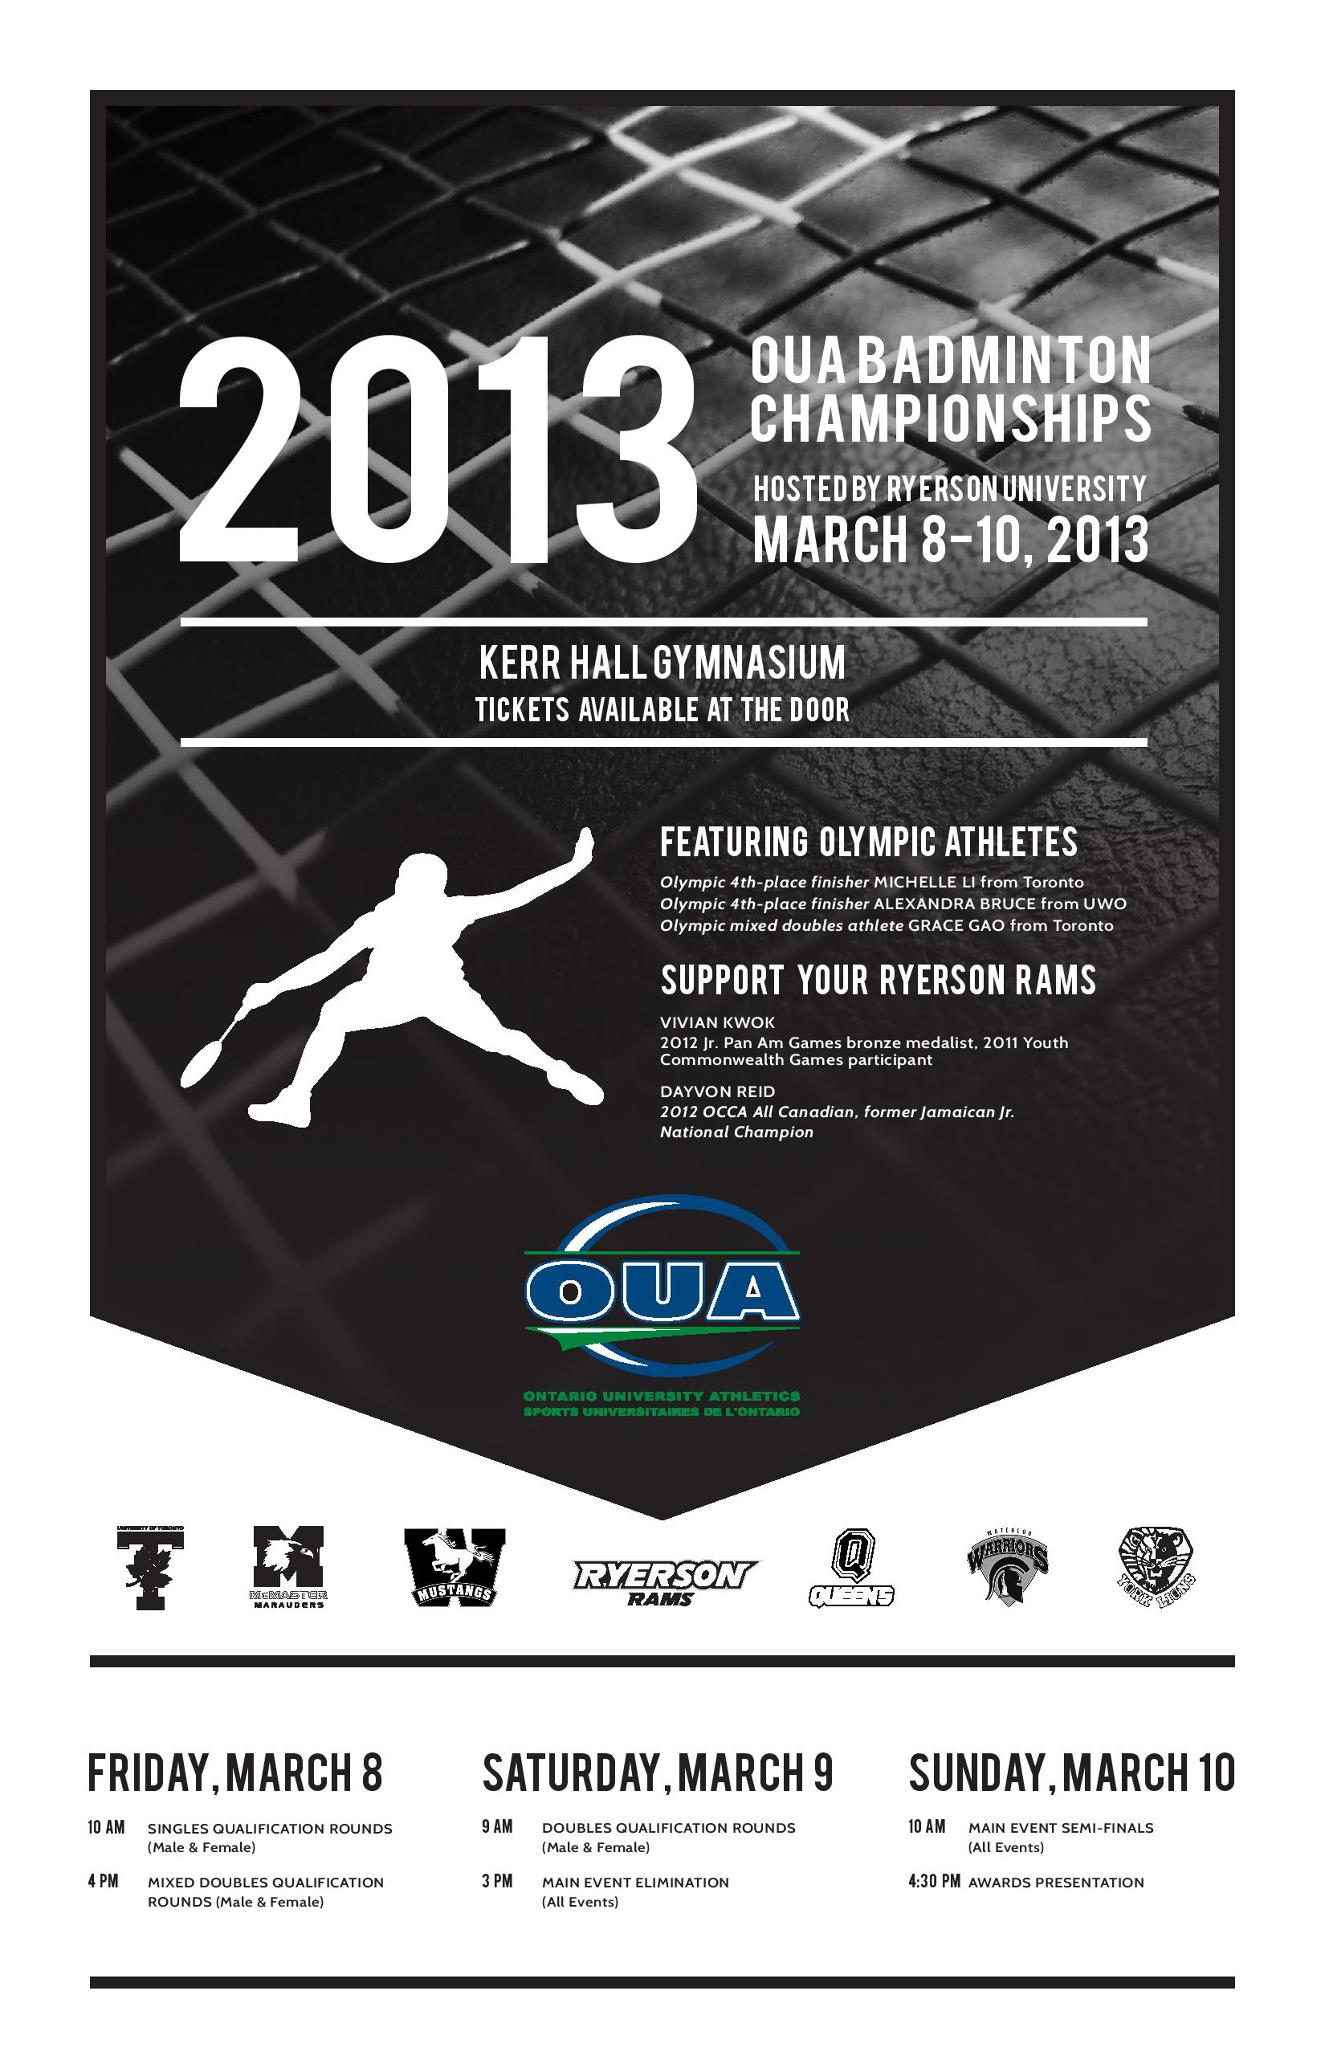 2013
OUA BADMINTON
CHAMPIONSHIPS
HOSTED BY RYERSON UNIVERSITY
MARCH 8-10, 2013
KERR HALL GYMNASIUM
TICKETS AVAILABLE AT THE DOOR
FEATURING OLYMPIC ATHLETES
Olympic 4th-place finisher MICHELLE LI from Toronto
Olympic 4th-place finisher ALEXANDRA BRUCE from UWO
Olympic mixed doubles athlete GRACE GAO from Toronto
SUPPORT YOUR RYERSON RAMS
VIVIAN KWOK
2012 Jr. Pan Am Games bronze medalist, 2011 Youth
Commonwealth Games participant
DAYVON REID
2012 OCCA All Canadian, former Jamaican Jr.
National Champion
OUA
ONTARIO UNIVERSITY ATHLETICS
SPORTS UNIVERSITAIRES DE L'ONTARIO
UNIVERSITY OF TORONTO
T
M
McMASTER
MARAUDERS
W
MUSTANGS
RYERSON
RAMS
Q
QUEEN'S
WATERLOO
WARRIORS
YORK LIONS
FRIDAY, MARCH 8
10 AM SINGLES QUALIFICATION ROUNDS
(Male & Female)
4 PM MIXED DOUBLES QUALIFICATION
ROUNDS (Male & Female)
SATURDAY, MARCH 9
9 AM DOUBLES QUALIFICATION ROUNDS
(Male & Female)
3 PM MAIN EVENT ELIMINATION
(All Events)
SUNDAY, MARCH 10
10 AM MAIN EVENT SEMI-FINALS
(All Events)
4:30 PM AWARDS PRESENTATION